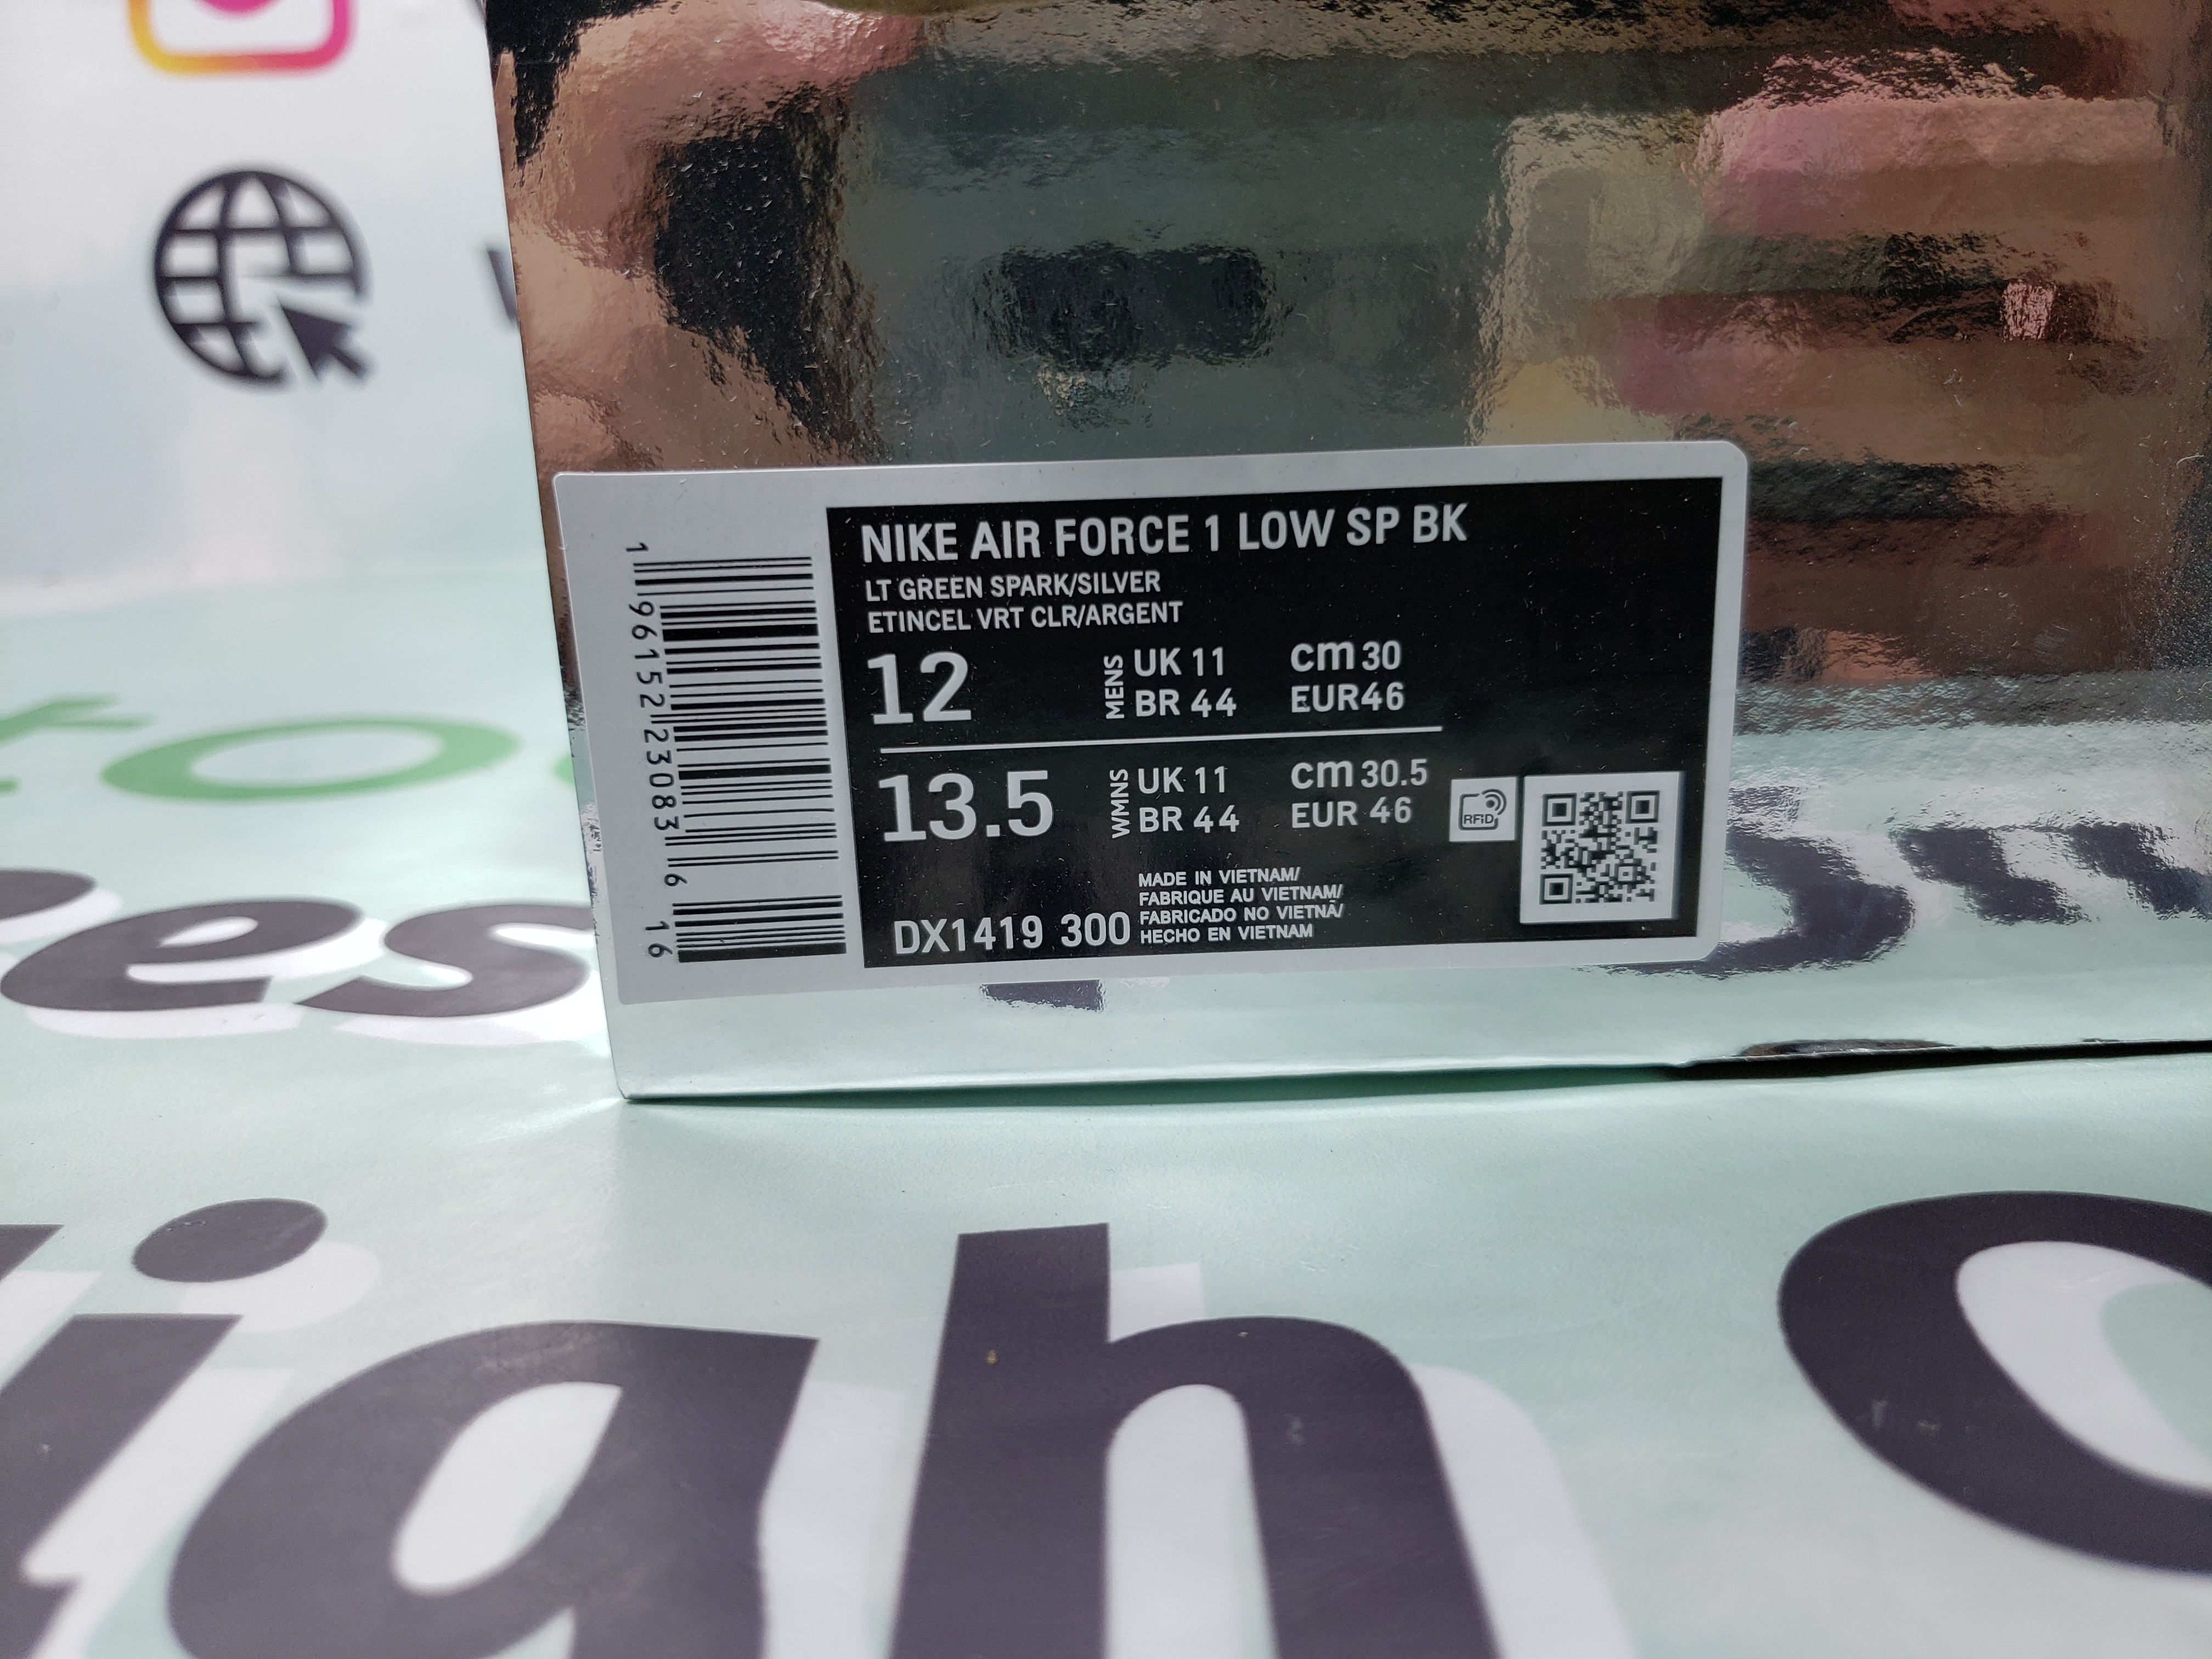 NIKE AIR FORCE 1 LOW SP BK
LT GREEN SPARK/SILVER
ETINCEL VRT CLR/ARGENT
12 MENS UK 11 cm 30
BR 44 EUR46
13.5 WMNS UK 11 cm 30.5
BR 44 EUR 46
RFiD
MADE IN VIETNAM/
FABRIQUE AU VIETNAM/
FABRICADO NO VIETNÃ/
HECHO EN VIETNAM
DX1419 300
1 96152 23083 6 16